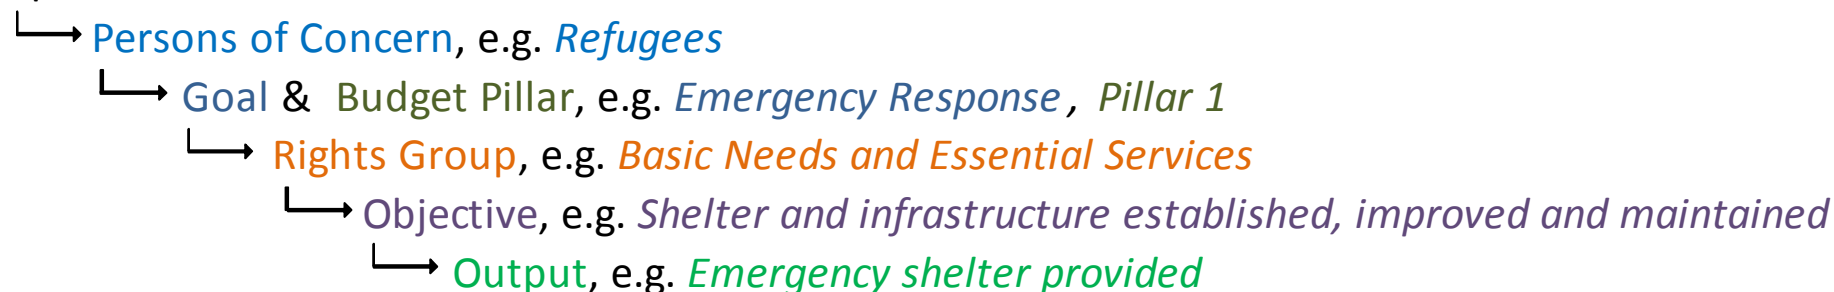 Persons of Concern, e.g. Refugees
Goal & Budget Pillar, e.g. Emergency Response , Pillar 1
Rights Group, e.g. Basic Needs and Essential Services
Objective, e.g. Shelter and infrastructure established, improved and maintained
Output, e.g. Emergency shelter provided